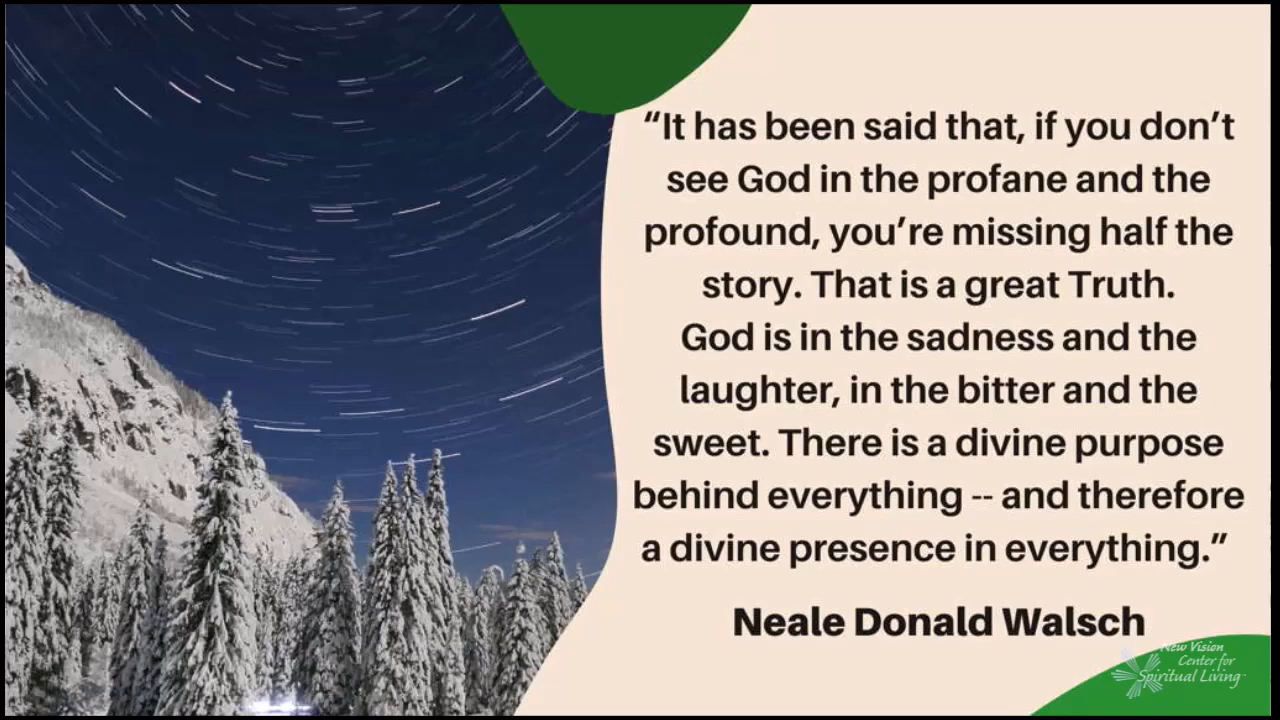 “It has been said that, if you don’t
see God in the profane and the
profound, you’re missing half the
story. That is a great Truth.
God is in the sadness and the
laughter, in the bitter and the
sweet. There is a divine purpose
behind everything -- and therefore
a divine presence in everything.”
Neale Donald Walsch
New Vision
Center for
Spiritual Living